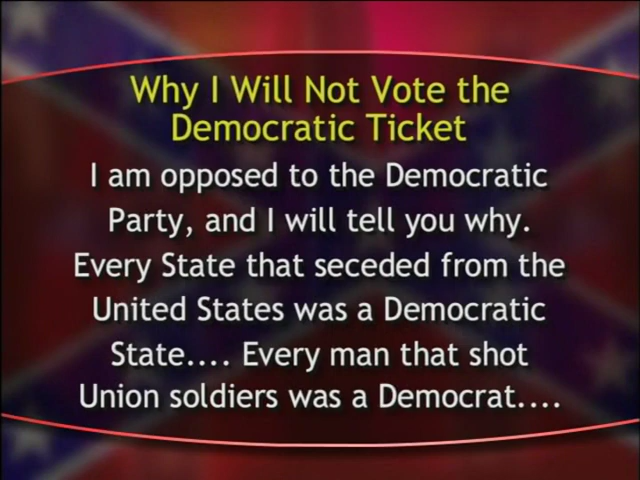 Why I Will Not Vote the
Democratic Ticket
I am opposed to the Democratic
Party, and I will tell you why.
Every State that seceded from the
United States was a Democratic
State.... Every man that shot
Union soldiers was a Democrat....